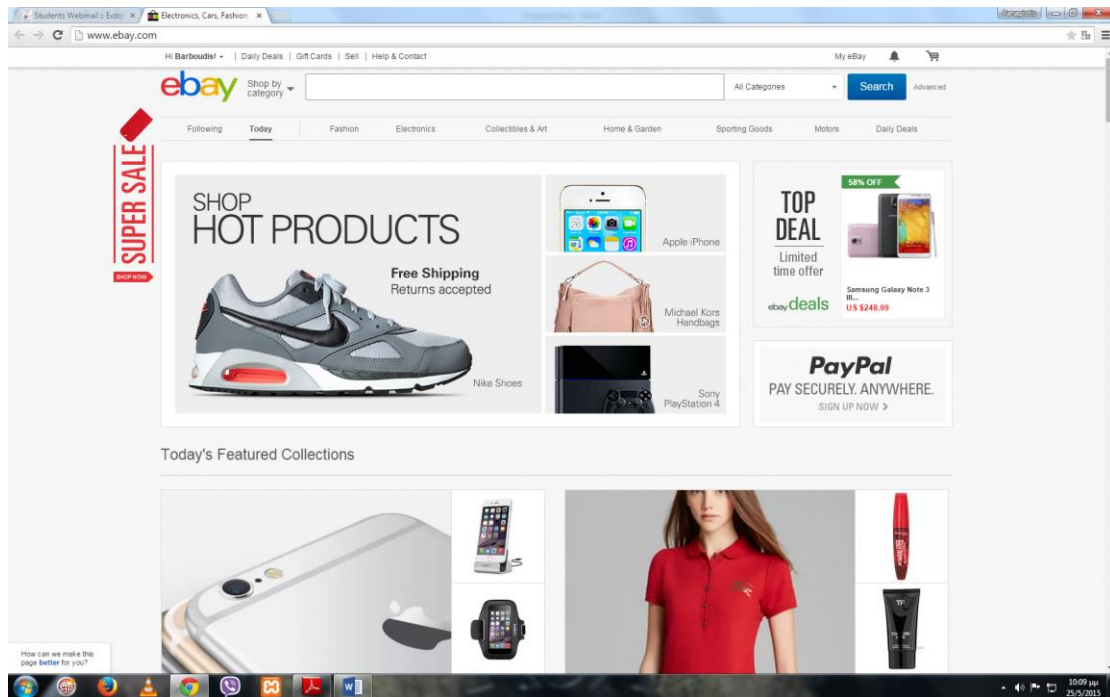 Students Webmail :: Εισερ
Electronics, Cars, Fashion,
www.ebay.com
Hi Barboudis!
Daily Deals | Gift Cards | Sell | Help & Contact
My eBay
ebay
Shop by
category
All Categories
Search
Advanced
Following
Today
Fashion
Electronics
Collectibles & Art
Home & Garden
Sporting Goods
Motors
Daily Deals
SUPER SALE
SHOP NOW
SHOP
HOT PRODUCTS
Free Shipping
Returns accepted
Nike Shoes
Apple iPhone
Michael Kors
Handbags
Sony
PlayStation 4
TOP
DEAL
Limited
time offer
ebay deals
58% OFF
Samsung Galaxy Note 3
III...
US $248.99
PayPal
PAY SECURELY. ANYWHERE.
SIGN UP NOW >
Today's Featured Collections
TF
How can we make this
page better for you?
10:09 μμ
25/5/2015